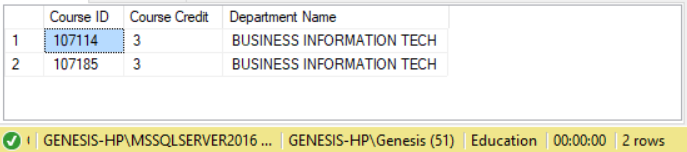 Course ID Course Credit Department Name
1 107114 3 BUSINESS INFORMATION TECH
2 107185 3 BUSINESS INFORMATION TECH
GENESIS-HP\MSSQLSERVER2016 ... GENESIS-HP\Genesis (51) Education 00:00:00 2 rows